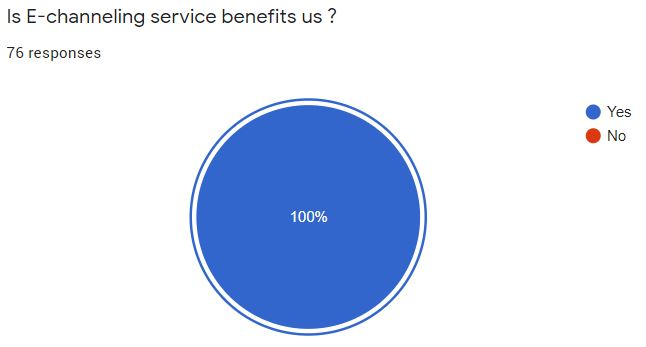 Is E-channeling service benefits us ?
76 responses
Yes
No
100%